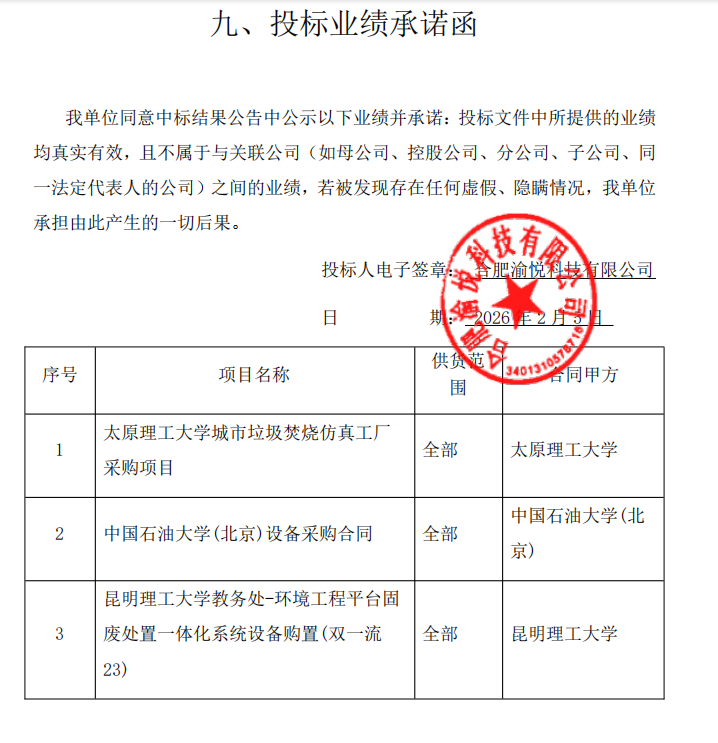 九、投标业绩承诺函
我单位同意中标结果公告中公示以下业绩并承诺：投标文件中所提供的业绩
均真实有效，且不属于与关联公司（如母公司、控股公司、分公司、子公司、同
一法定代表人的公司）之间的业绩，若被发现存在任何虚假、隐瞒情况，我单位
承担由此产生的一切后果。
投标人电子签章： 合肥渝悦科技有限公司
日 期： 2026 年 2 月 5 日
合肥渝悦科技有限公司
3401310578716
序号 项目名称 供货范 合同甲方
围
1 太原理工大学城市垃圾焚烧仿真工厂 全部 太原理工大学
采购项目
2 中国石油大学(北京)设备采购合同 全部 中国石油大学(北
京)
3 昆明理工大学教务处-环境工程平台固 全部 昆明理工大学
废处置一体化系统设备购置(双一流
23)